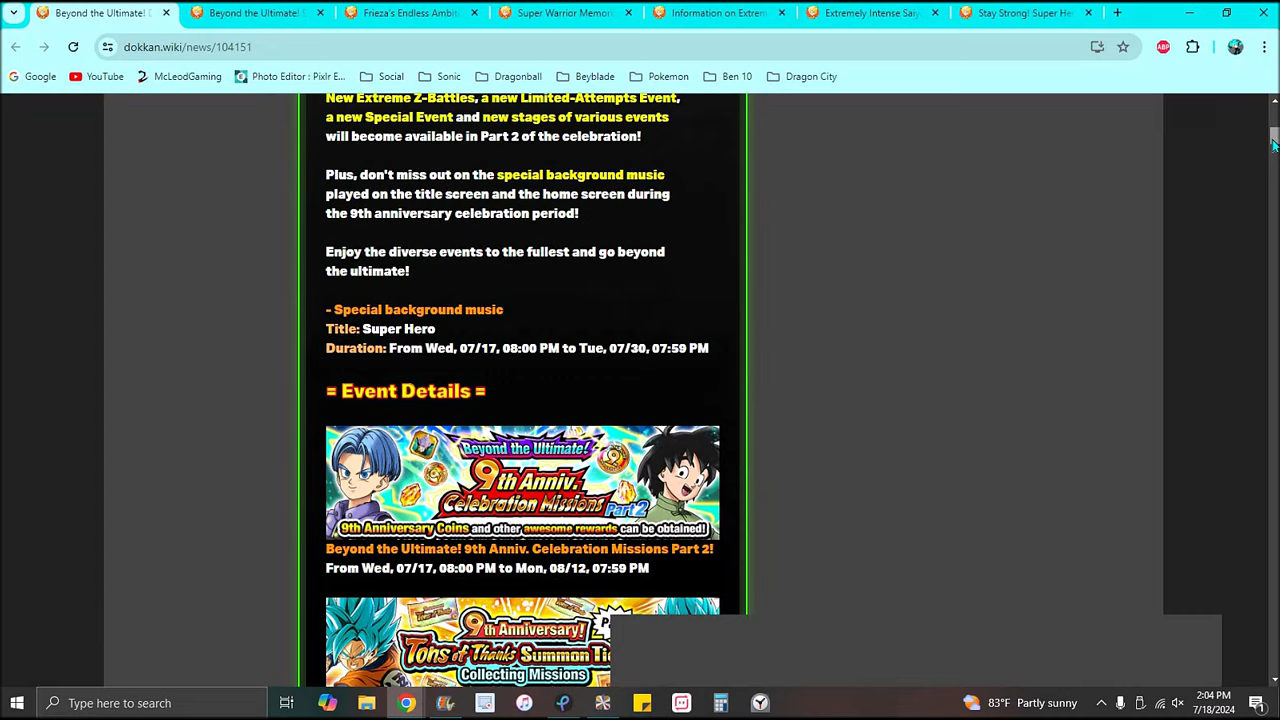 Beyond the Ultimate!
Beyond the Ultimate!
Frieza's Endless Ambit
Super Warrior Memori
Information on Extrem
Extremely Intense Saiy
Stay Strong! Super He
dokkan.wiki/news/104151
ABP
Google
YouTube
McLeodGaming
Photo Editor : Pixlr E...
Social
Sonic
Dragonball
Beyblade
Pokemon
Ben 10
Dragon City
New Extreme Z-Battles, a new Limited-Attempts Event,
a new Special Event and new stages of various events
will become available in Part 2 of the celebration!
Plus, don't miss out on the special background music
played on the title screen and the home screen during
the 9th anniversary celebration period!
Enjoy the diverse events to the fullest and go beyond
the ultimate!
- Special background music
Title: Super Hero
Duration: From Wed, 07/17, 08:00 PM to Tue, 07/30, 07:59 PM
= Event Details =
Beyond the Ultimate!
9th Anniv.
Celebration Missions Part 2
9th Anniversary Coins and other awesome rewards can be obtained!
Beyond the Ultimate! 9th Anniv. Celebration Missions Part 2!
From Wed, 07/17, 08:00 PM to Mon, 08/12, 07:59 PM
9th Anniversary!
Tons of Thanks Summon
Collecting Missions
Type here to search
83°F Partly sunny
2:04 PM
7/18/2024